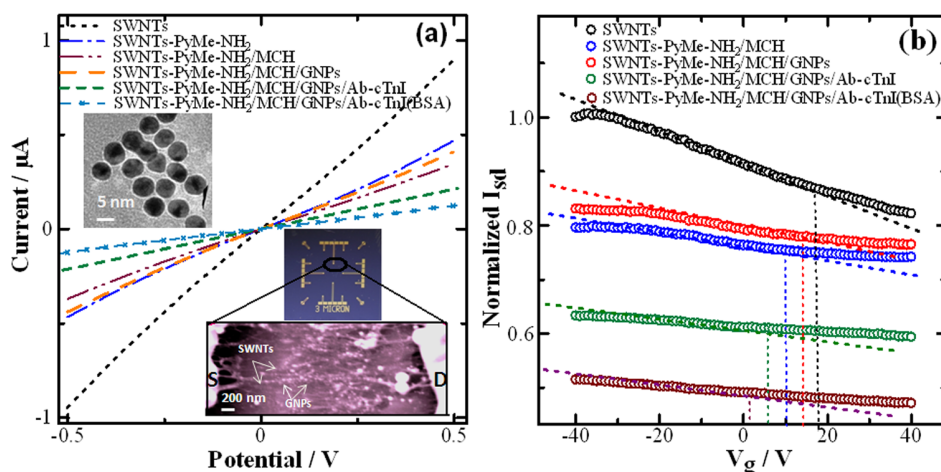 (a)
SWNTs
SWNTs-PyMe-NH2
SWNTs-PyMe-NH2/MCH
SWNTs-PyMe-NH2/MCH/GNPs
SWNTs-PyMe-NH2/MCH/GNPs/Ab-cTnI
SWNTs-PyMe-NH2/MCH/GNPs/Ab-cTnI(BSA)
1
0
-1
Current / µA
5 nm
3 MICRON
SWNTs
S
D
GNPs
200 nm
-0.5
0
0.5
Potential / V
(b)
SWNTs
SWNTs-PyMe-NH2/MCH
SWNTs-PyMe-NH2/MCH/GNPs
SWNTs-PyMe-NH2/MCH/GNPs/Ab-cTnI
SWNTs-PyMe-NH2/MCH/GNPs/Ab-cTnI(BSA)
1.0
0.8
0.6
Normalized Isd
-40
-20
0
20
40
Vg / V